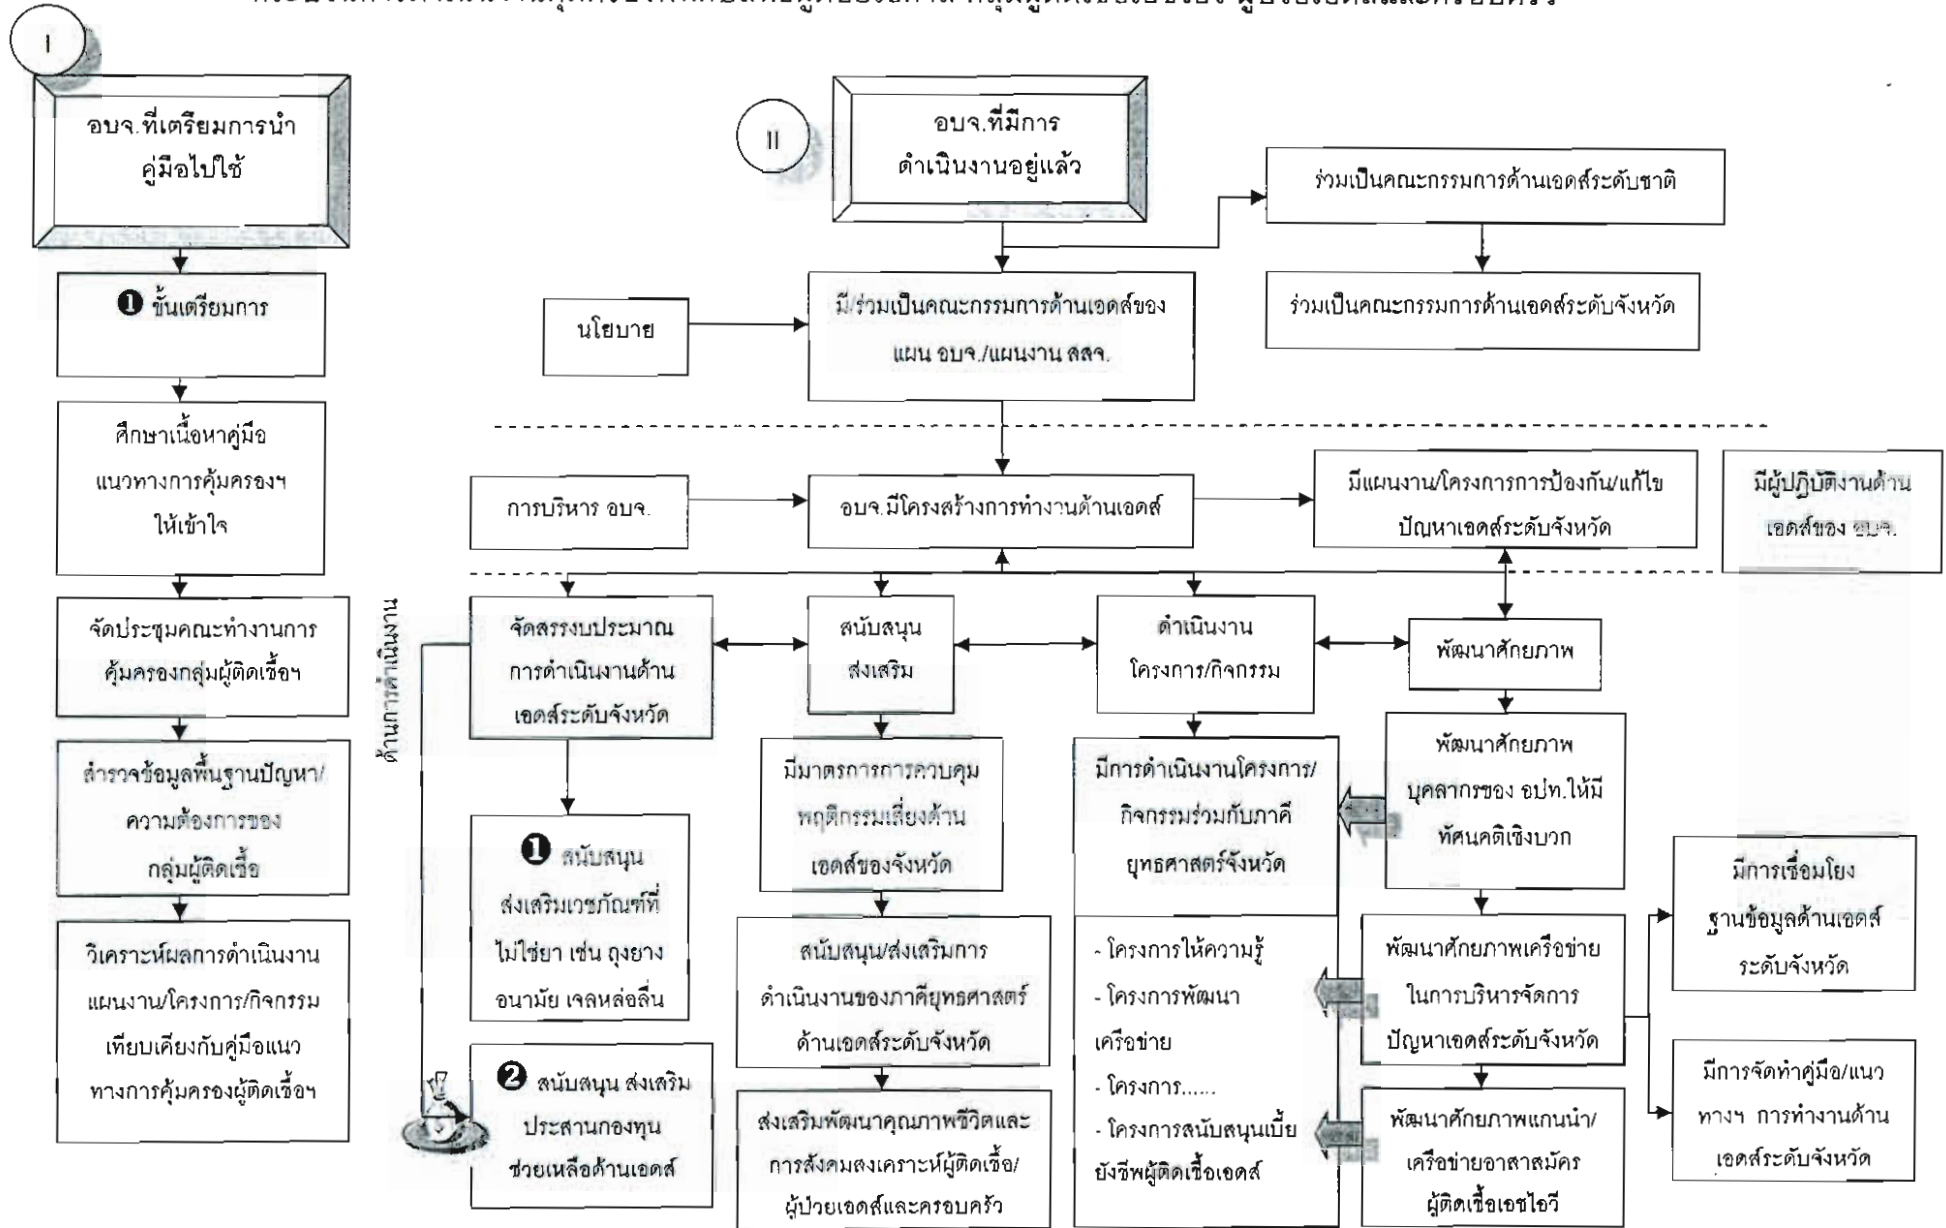 I
อบจ.ที่เตรียมการนำ
คู่มือไปใช้
❶ ขั้นเตรียมการ
ศึกษาเนื้อหาคู่มือ
แนวทางการคุ้มครองฯ
ให้เข้าใจ
จัดประชุมคณะทำงานการ
คุ้มครองกลุ่มผู้ติดเชื้อฯ
สำรวจข้อมูลพื้นฐานปัญหา/
ความต้องการของ
กลุ่มผู้ติดเชื้อ
วิเคราะห์ผลการดำเนินงาน
แผนงาน/โครงการ/กิจกรรม
เทียบเคียงกับคู่มือแนว
ทางการคุ้มครองผู้ติดเชื้อฯ
II
อบจ.ที่มีการ
ดำเนินงานอยู่แล้ว
ร่วมเป็นคณะกรรมการด้านเอดส์ระดับชาติ
ร่วมเป็นคณะกรรมการด้านเอดส์ระดับจังหวัด
นโยบาย
มี/ร่วมเป็นคณะกรรมการด้านเอดส์ของ
แผน อบจ./แผนงาน สสจ.
การบริหาร อบจ.
อบจ.มีโครงสร้างการทำงานด้านเอดส์
มีแผนงาน/โครงการการป้องกัน/แก้ไข
ปัญหาเอดส์ระดับจังหวัด
มีผู้ปฏิบัติงานด้าน
เอดส์ของ อบจ.
ด้านการดำเนินงาน
จัดสรรงบประมาณ
การดำเนินงานด้าน
เอดส์ระดับจังหวัด
สนับสนุน
ส่งเสริม
ดำเนินงาน
โครงการ/กิจกรรม
พัฒนาศักยภาพ
❶ สนับสนุน
ส่งเสริมเวชภัณฑ์ที่
ไม่ใช่ยา เช่น ถุงยาง
อนามัย เจลหล่อลื่น
❷ สนับสนุน ส่งเสริม
ประสานกองทุน
ช่วยเหลือด้านเอดส์
มีมาตรการการควบคุม
พฤติกรรมเสี่ยงด้าน
เอดส์ของจังหวัด
สนับสนุน/ส่งเสริมการ
ดำเนินงานของภาคียุทธศาสตร์
ด้านเอดส์ระดับจังหวัด
ส่งเสริมพัฒนาคุณภาพชีวิตและ
การสังคมสงเคราะห์ผู้ติดเชื้อ/
ผู้ป่วยเอดส์และครอบครัว
มีการดำเนินงานโครงการ/
กิจกรรมร่วมกับภาคี
ยุทธศาสตร์จังหวัด
- โครงการให้ความรู้
- โครงการพัฒนา
เครือข่าย
- โครงการ......
- โครงการสนับสนุนเบี้ย
ยังชีพผู้ติดเชื้อเอดส์
พัฒนาศักยภาพ
บุคลากรของ อปท.ให้มี
ทัศนคติเชิงบวก
พัฒนาศักยภาพเครือข่าย
ในการบริหารจัดการ
ปัญหาเอดส์ระดับจังหวัด
พัฒนาศักยภาพแกนนำ/
เครือข่ายอาสาสมัคร
ผู้ติดเชื้อเอชไอวี
มีการเชื่อมโยง
ฐานข้อมูลด้านเอดส์
ระดับจังหวัด
มีการจัดทำคู่มือ/แนว
ทางฯ การทำงานด้าน
เอดส์ระดับจังหวัด